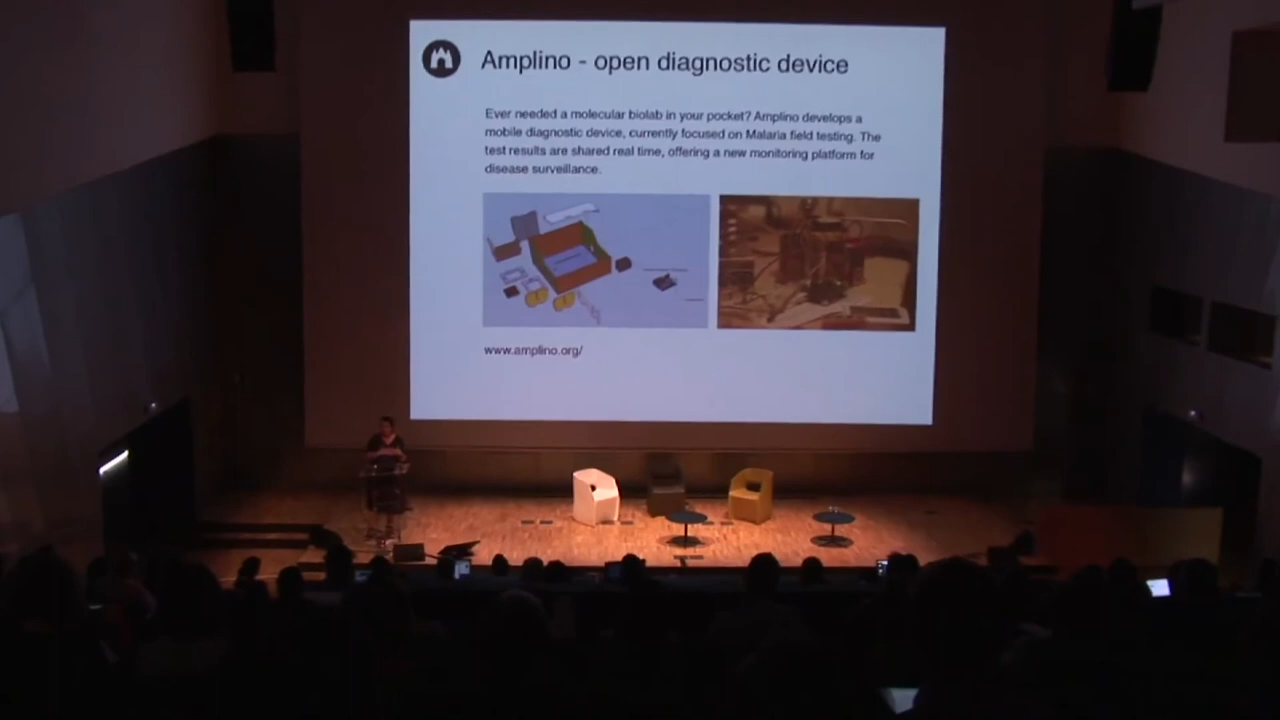 Amplino - open diagnostic device
Ever needed a molecular biolab in your pocket? Amplino develops a
mobile diagnostic device, currently focused on Malaria field testing. The
test results are shared real time, offering a new monitoring platform for
disease surveillance.
www.amplino.org/